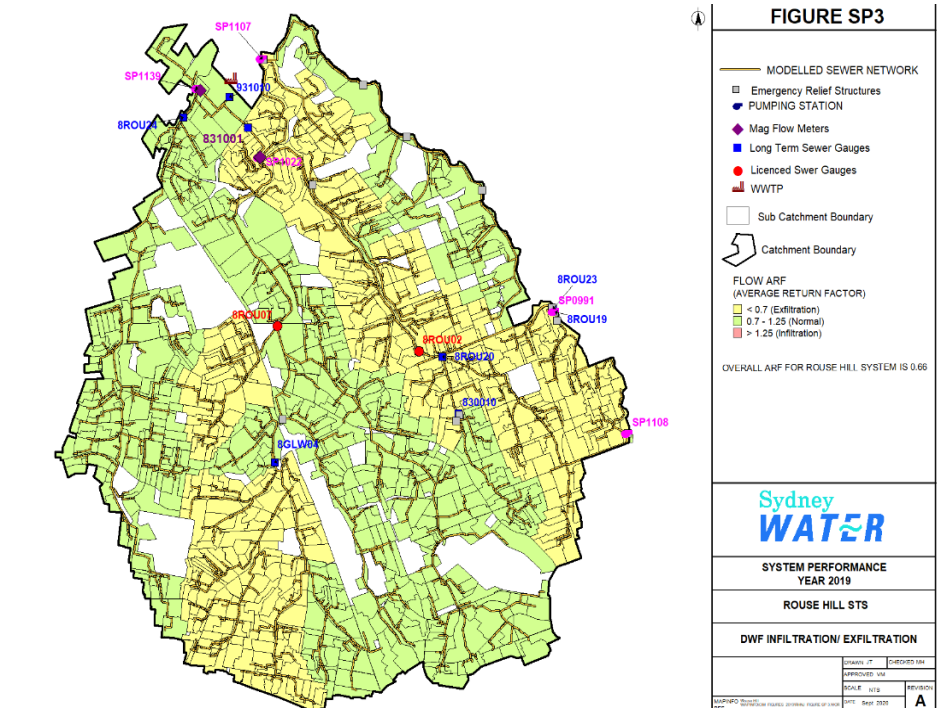 SP1107
SP1139
931010
8ROU24
831001
SP1022
8ROU23
SP0991
8ROU19
8ROU01
8ROU02
8ROU20
830010
SP1108
8GLW04
FIGURE SP3
MODELLED SEWER NETWORK
Emergency Relief Structures
PUMPING STATION
Mag Flow Meters
Long Term Sewer Gauges
Licenced Swer Gauges
WWTP
Sub Catchment Boundary
Catchment Boundary
FLOW ARF
(AVERAGE RETURN FACTOR)
< 0.7 (Exfiltration)
0.7 - 1.25 (Normal)
> 1.25 (Infiltration)
OVERALL ARF FOR ROUSE HILL SYSTEM IS 0.66
Sydney
WATER
SYSTEM PERFORMANCE
YEAR 2019
ROUSE HILL STS
DWF INFILTRATION/ EXFILTRATION
DRAWN JT CHECKED MH
APPROVED VM
SCALE NTS REVISION
MAPINFO DATE Sept 2020 A